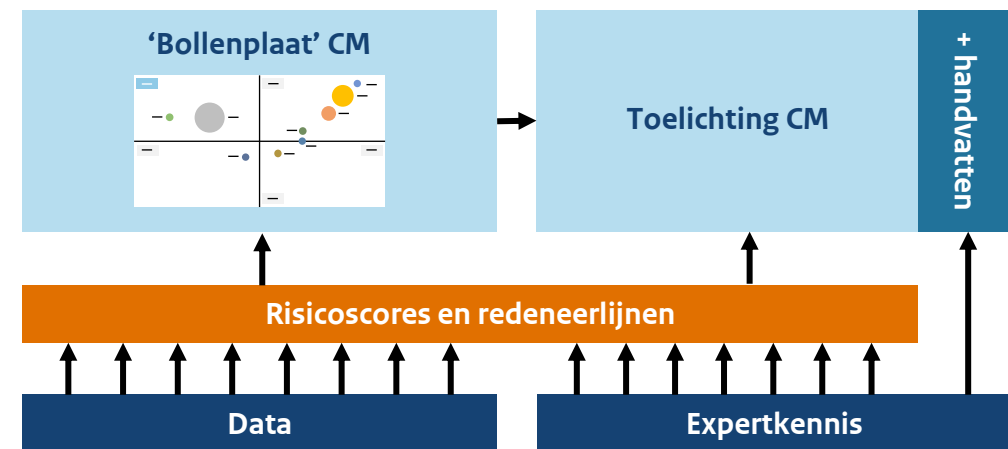 ‘Bollenplaat’ CM
Toelichting CM
+ handvatten
Risicoscores en redeneerlijnen
Data
Expertkennis